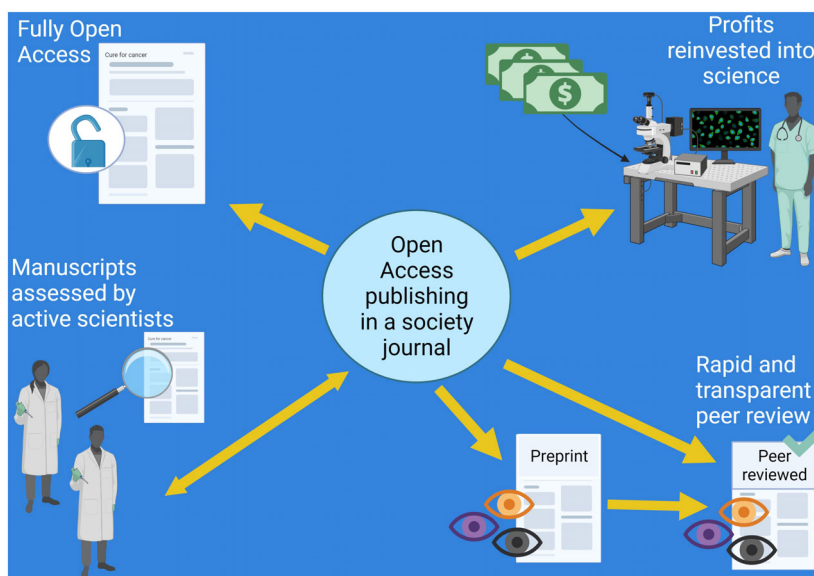 Fully Open
Access
Cure for cancer
Profits
reinvested into
science
Open
Access
publishing
in a society
journal
Manuscripts
assessed by
active scientists
Cure for cancer
Rapid and
transparent
peer review
Preprint
Peer
reviewed